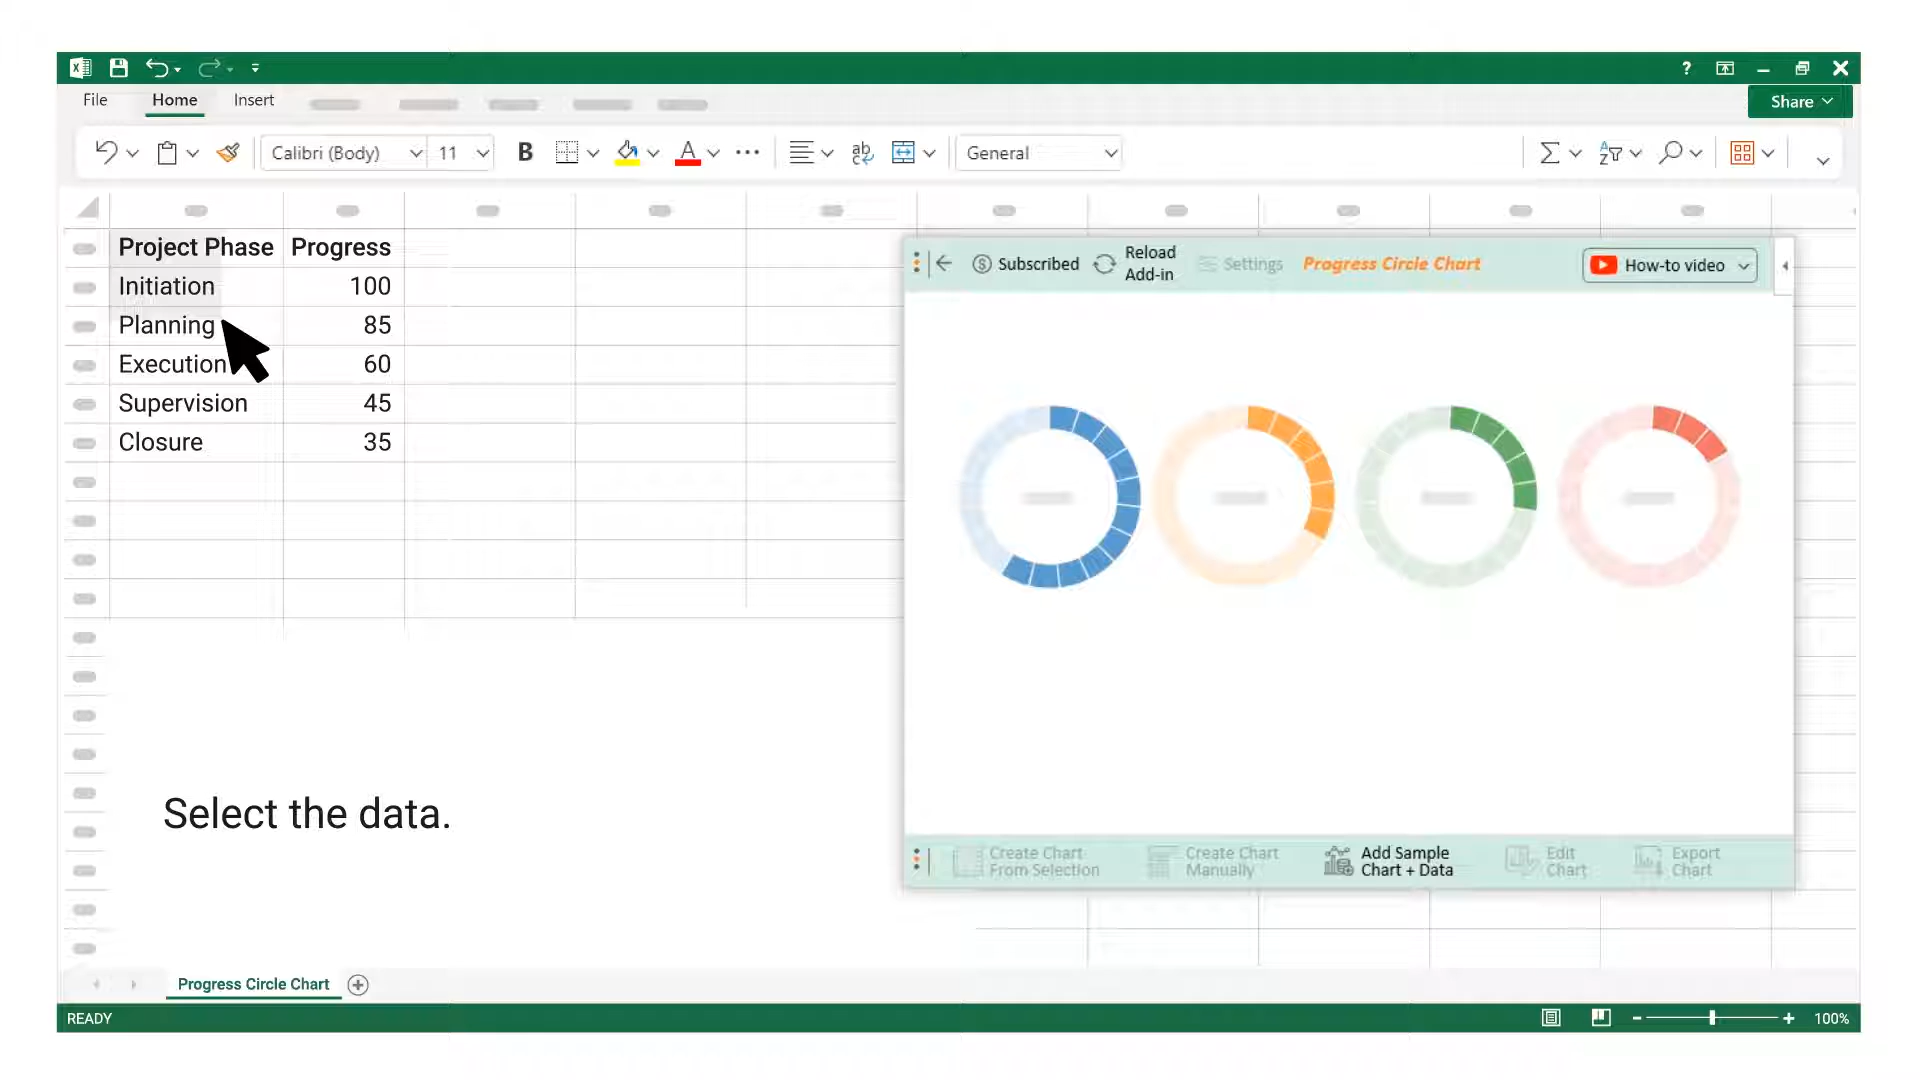 ?
File Home Insert
Share
Calibri (Body) 11 B A ab c General
Project Phase Progress
Initiation 100
Planning 85
Execution 60
Supervision 45
Closure 35
Subscribed
Reload
Add-in
Settings
Progress Circle Chart
How-to video
Select the data.
Create Chart
From Selection
Create Chart
Manually
Add Sample
Chart + Data
Edit
Chart
Export
Chart
Progress Circle Chart
READY
100%